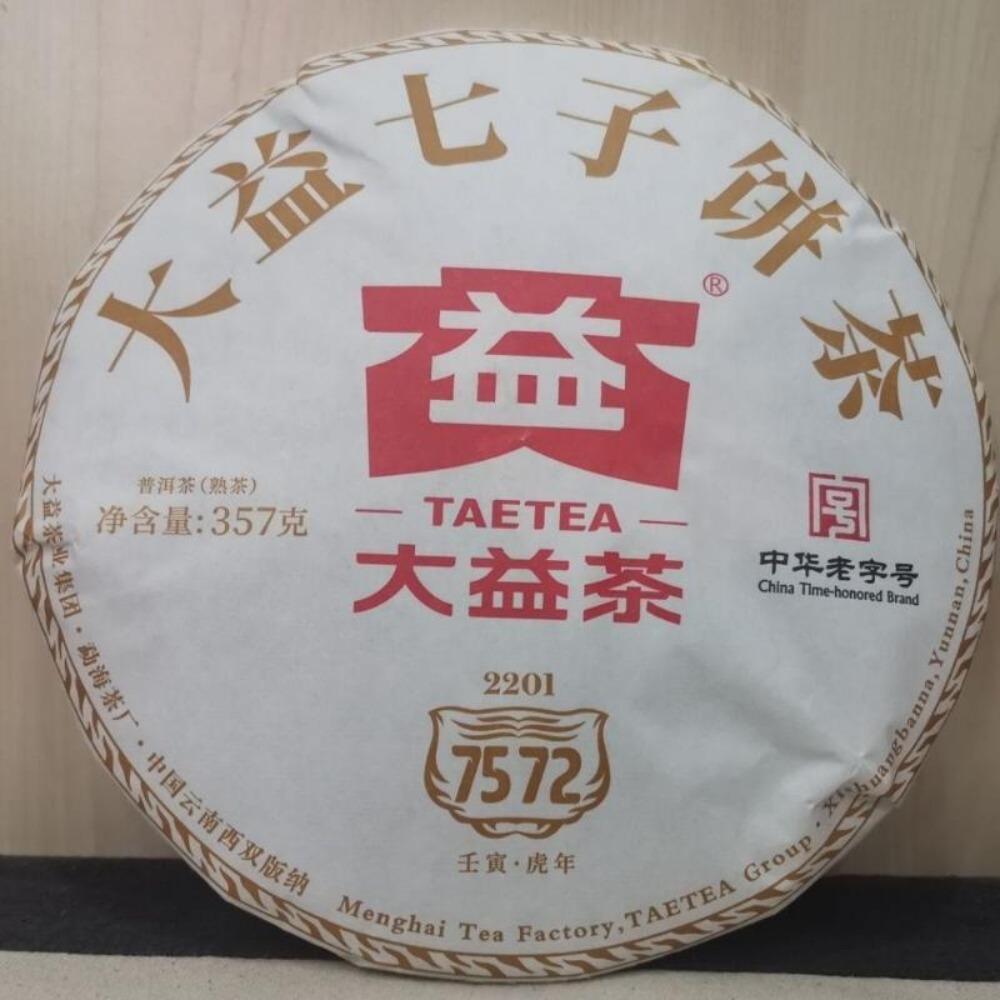 大益七子饼茶
益
®
普洱茶(熟茶)
净含量:357克
TAETEA
大益茶
中华老字号
China Time-honored Brand
2201
7572
壬寅·虎年
大益茶业集团·勐海茶厂·中国云南西双版纳
Menghai Tea Factory,TAETEA Group·Xishuangbanna,Yunnan,China